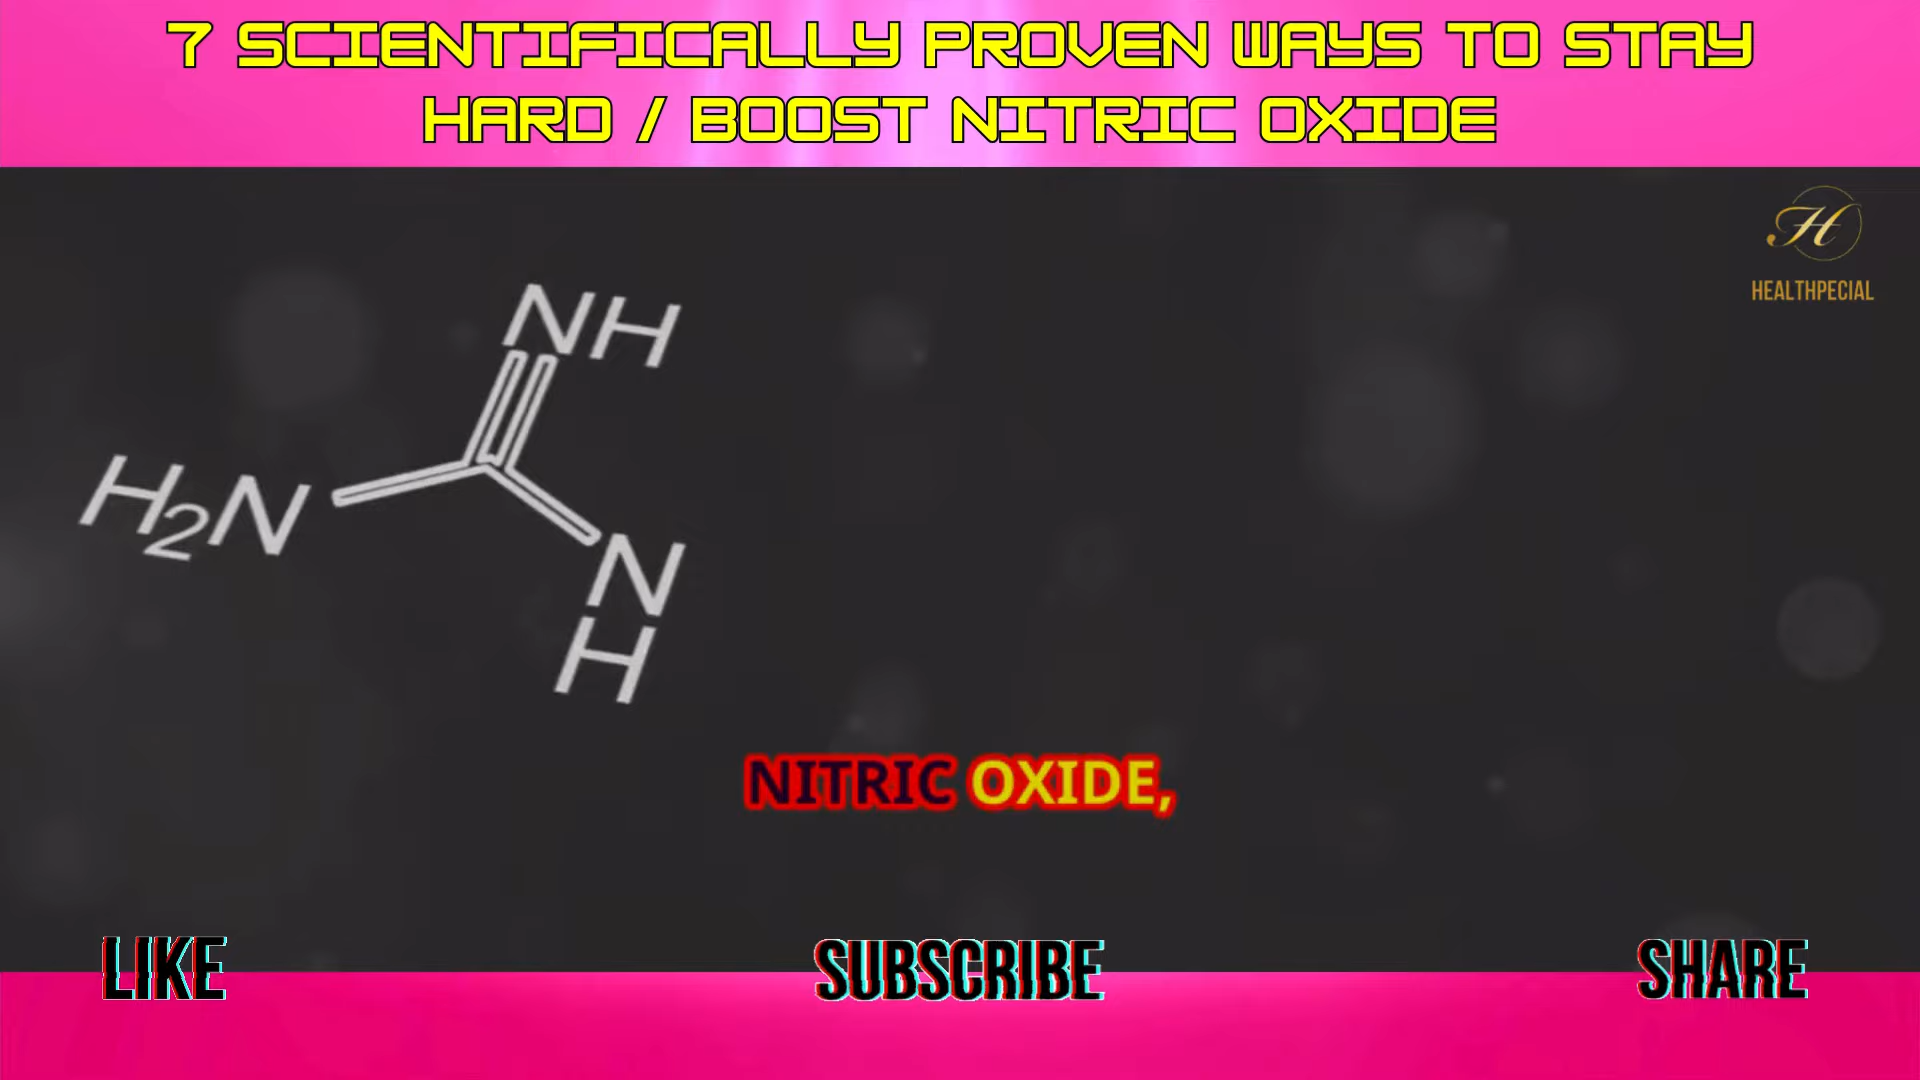 7 SCIENTIFICALLY PROVEN WAYS TO STAY
HARD / BOOST NITRIC OXIDE
HEALTHPECIAL
NH
H2N
N
H
NITRIC OXIDE,
LIKE
SUBSCRIBE
SHARE